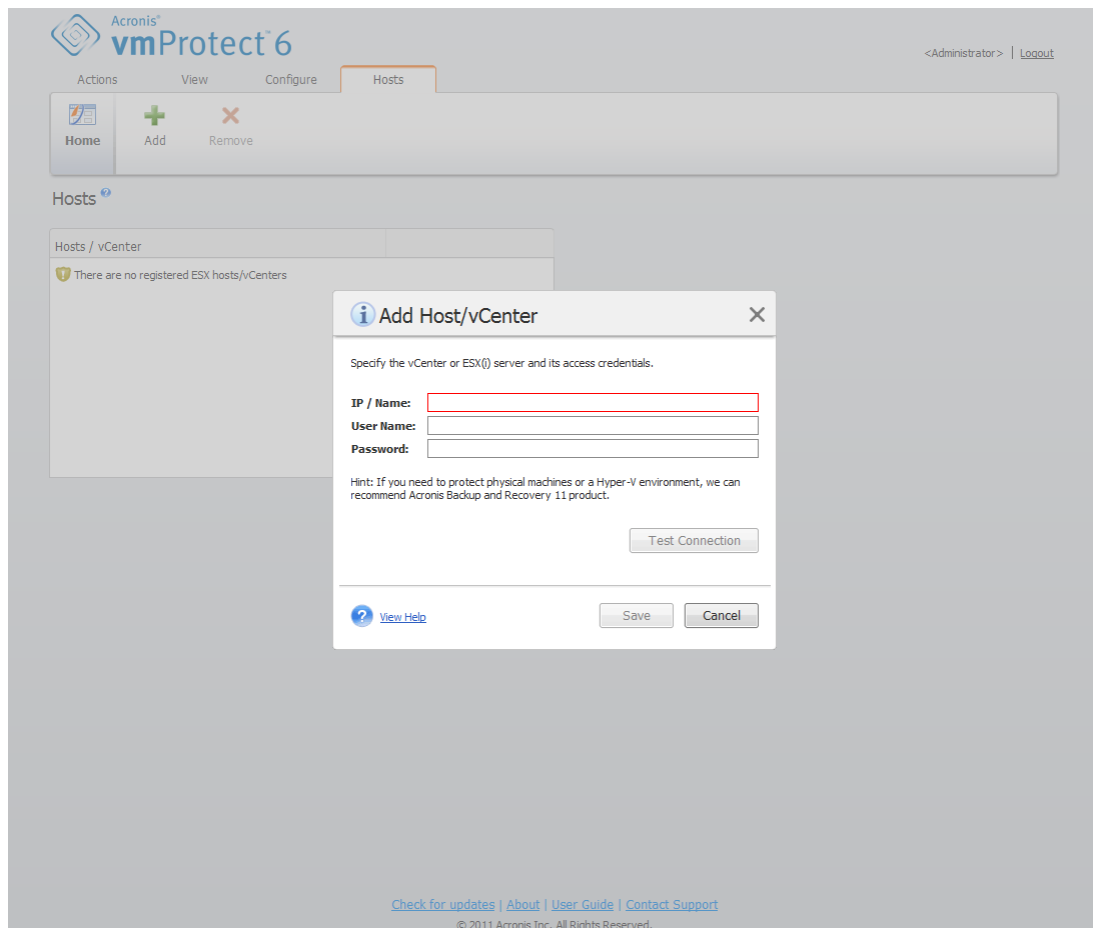 Acronis®
vmProtect™6
<Administrator> | Logout
Actions View Configure Hosts
Home Add Remove
Hosts
Hosts / vCenter
There are no registered ESX hosts/vCenters
Add Host/vCenter
Specify the vCenter or ESX(i) server and its access credentials.
IP / Name:
User Name:
Password:
Hint: If you need to protect physical machines or a Hyper-V environment, we can
recommend Acronis Backup and Recovery 11 product.
Test Connection
View Help Save Cancel
Check for updates | About | User Guide | Contact Support
© 2011 Acronis Inc. All Rights Reserved.